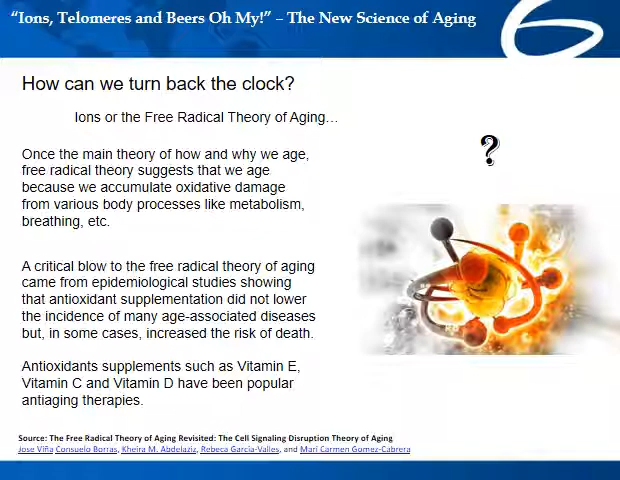 “Ions, Telomeres and Beers Oh My!” – The New Science of Aging
How can we turn back the clock?
Ions or the Free Radical Theory of Aging…
?
Once the main theory of how and why we age,
free radical theory suggests that we age
because we accumulate oxidative damage
from various body processes like metabolism,
breathing, etc.
A critical blow to the free radical theory of aging
came from epidemiological studies showing
that antioxidant supplementation did not lower
the incidence of many age-associated diseases
but, in some cases, increased the risk of death.
Antioxidants supplements such as Vitamin E,
Vitamin C and Vitamin D have been popular
antiaging therapies.
Source: The Free Radical Theory of Aging Revisited: The Cell Signaling Disruption Theory of Aging
Jose Viña Consuelo Borras, Kheira M. Abdelaziz, Rebeca Garcia-Valles, and Mari Carmen Gomez-Cabrera